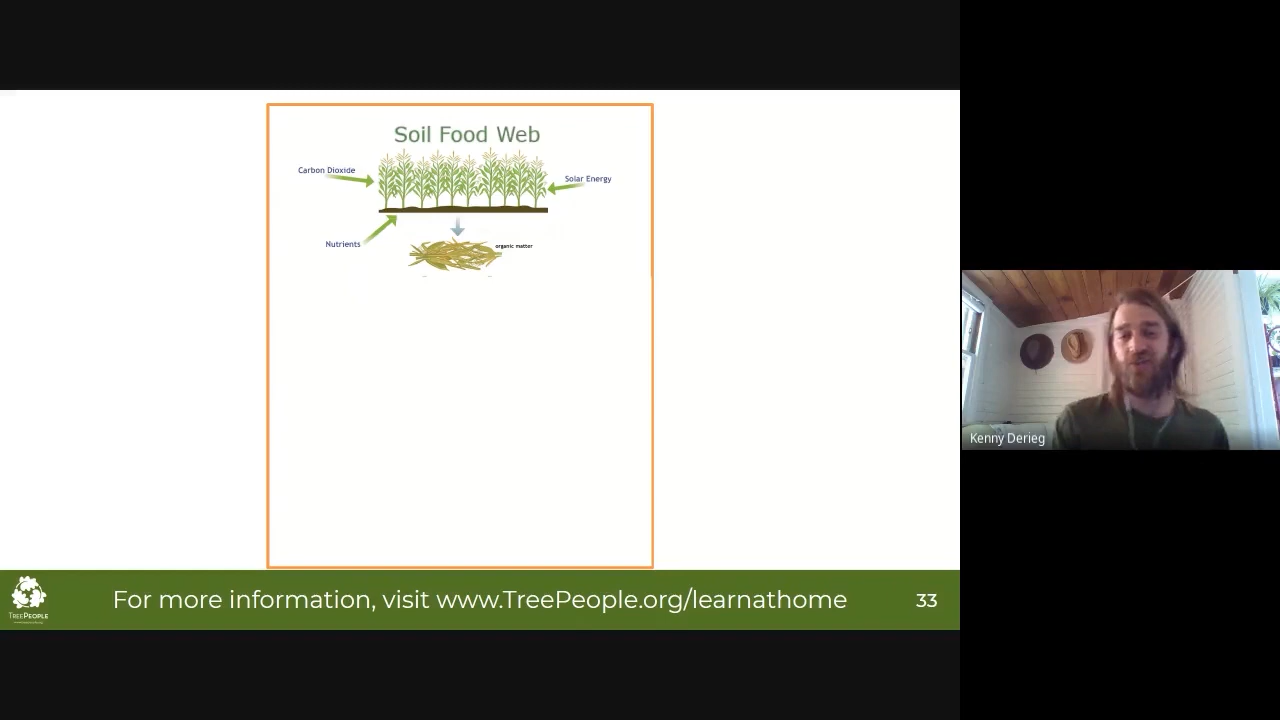 Soil Food Web
Carbon Dioxide
Solar Energy
Nutrients
organic matter
Kenny Derieg
For more information, visit www.TreePeople.org/learnathome
33
TREEPEOPLE